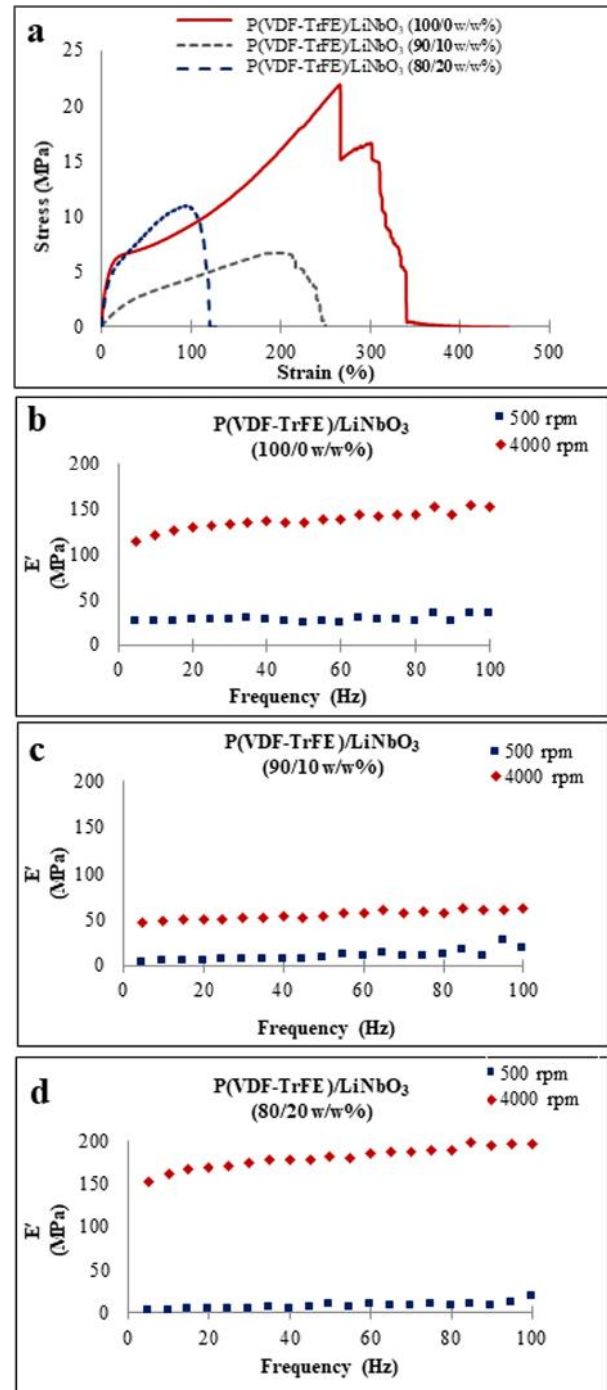 a
P(VDF-TrFE)/LiNbO₃ (100/0 w/w%)
P(VDF-TrFE)/LiNbO₃ (90/10 w/w%)
P(VDF-TrFE)/LiNbO₃ (80/20 w/w%)
25
20
15
10
5
0
Stress (MPa)
0 100 200 300 400 500
Strain (%)
b
P(VDF-TrFE)/LiNbO₃
(100/0 w/w%)
500 rpm
4000 rpm
200
150
100
50
0
E'
(MPa)
0 20 40 60 80 100
Frequency (Hz)
c
P(VDF-TrFE)/LiNbO₃
(90/10 w/w%)
500 rpm
4000 rpm
200
150
100
50
0
E'
(MPa)
0 20 40 60 80 100
Frequency (Hz)
d
P(VDF-TrFE)/LiNbO₃
(80/20 w/w%)
500 rpm
4000 rpm
200
150
100
50
0
E'
(MPa)
0 20 40 60 80 100
Frequency (Hz)